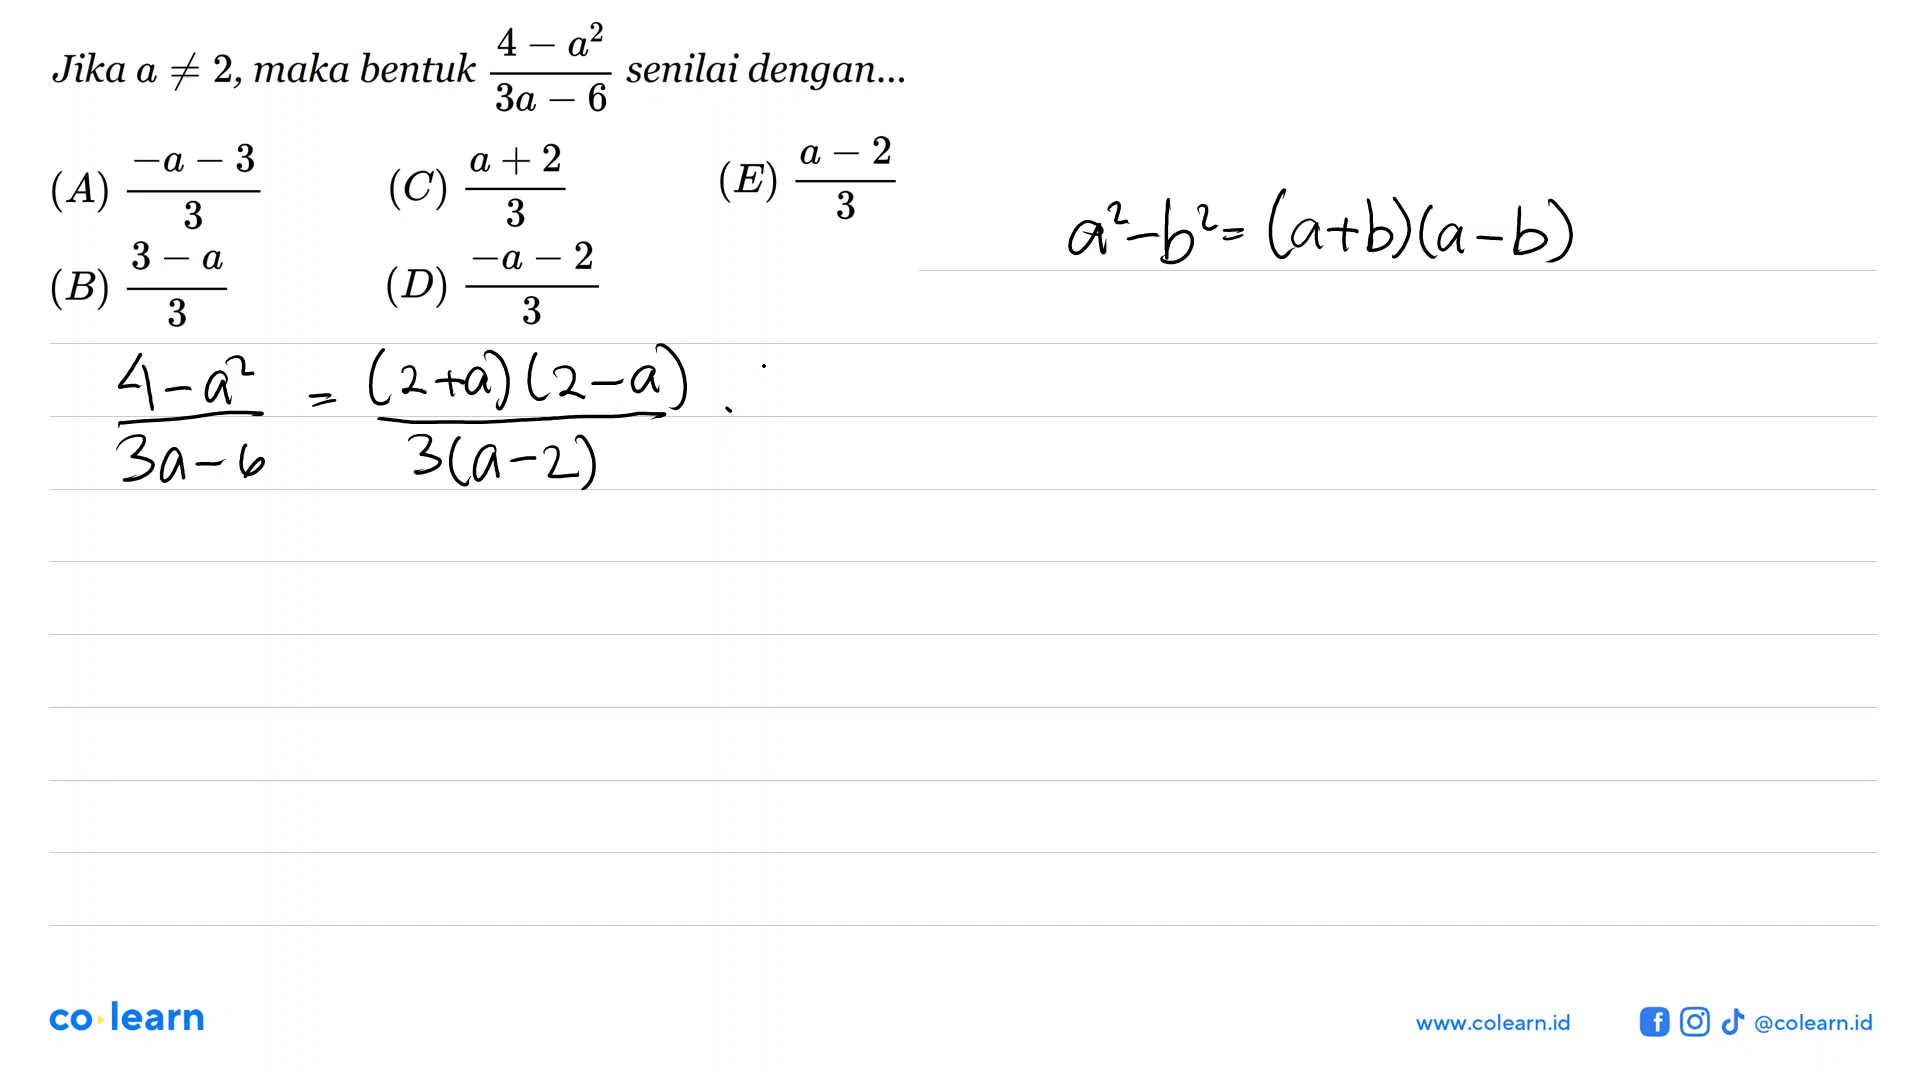 Jika a ≠ 2, maka bentuk (4 − a²)/(3a − 6) senilai dengan...
(A) (−a − 3)/3 (C) (a + 2)/3 (E) (a − 2)/3
(B) (3 − a)/3 (D) (−a − 2)/3
a²−b²= (a+b)(a−b)
(4−a²)/(3a−6) = ((2+a)(2−a))/(3(a−2)) .
co learn
www.colearn.id @colearn.id